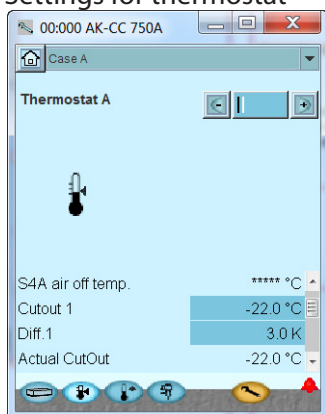 Settings for thermostat
00:000 AK-CC 750A
Case A
Thermostat A
S4A air off temp. ***** °C
Cutout 1 -22.0 °C
Diff.1 3.0 K
Actual CutOut -22.0 °C